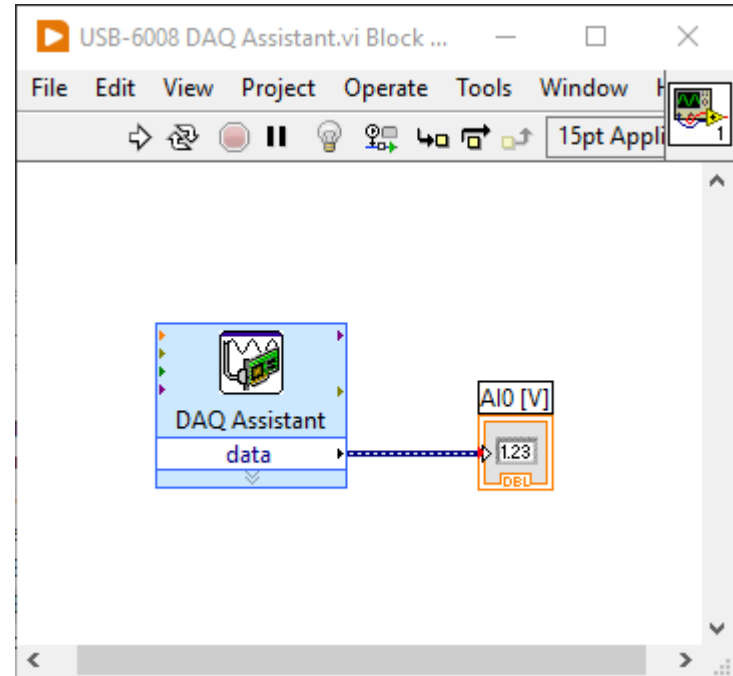 USB-6008 DAQ Assistant.vi Block ...
File Edit View Project Operate Tools Window H
15pt Appli
1
DAQ Assistant
data
AI0 [V]
1.23
DBL